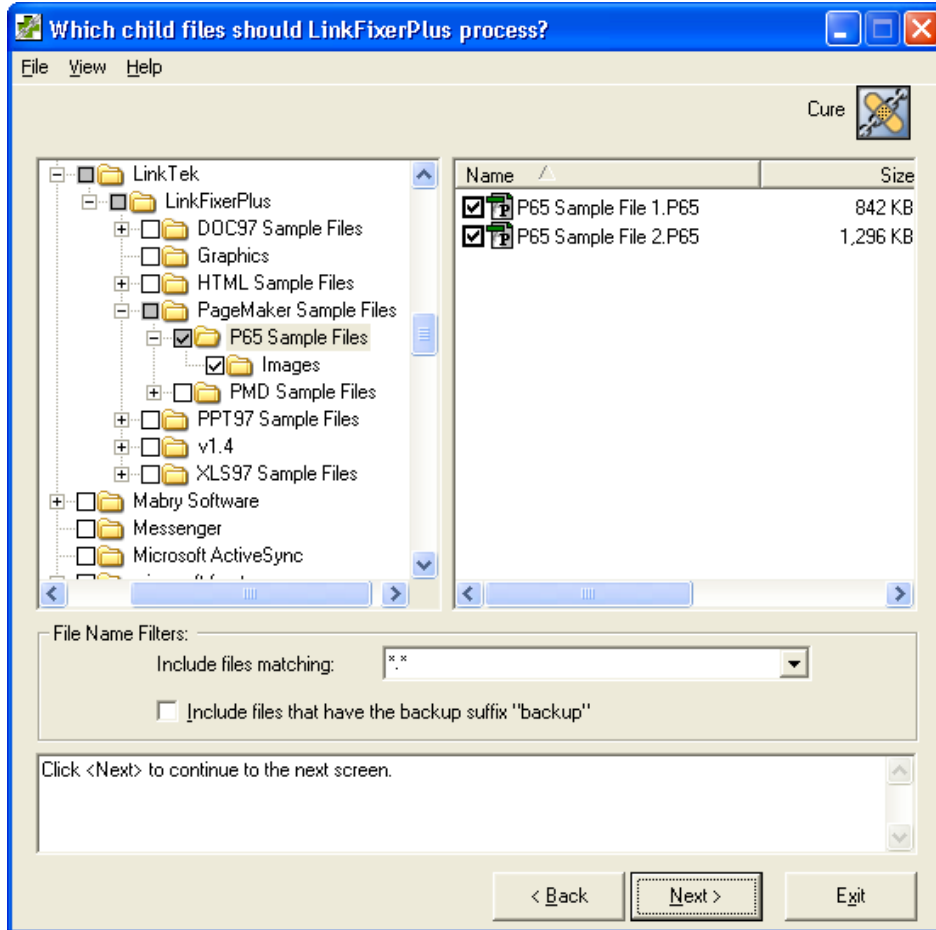 Which child files should LinkFixerPlus process?
File View Help
Cure
LinkTek
LinkFixerPlus
DOC97 Sample Files
Graphics
HTML Sample Files
PageMaker Sample Files
P65 Sample Files
Images
PMD Sample Files
PPT97 Sample Files
v1.4
XLS97 Sample Files
Mabry Software
Messenger
Microsoft ActiveSync
Name Size
P65 Sample File 1.P65 842 KB
P65 Sample File 2.P65 1,296 KB
File Name Filters:
Include files matching: *.*
Include files that have the backup suffix "backup"
Click <Next> to continue to the next screen.
< Back Next > Exit